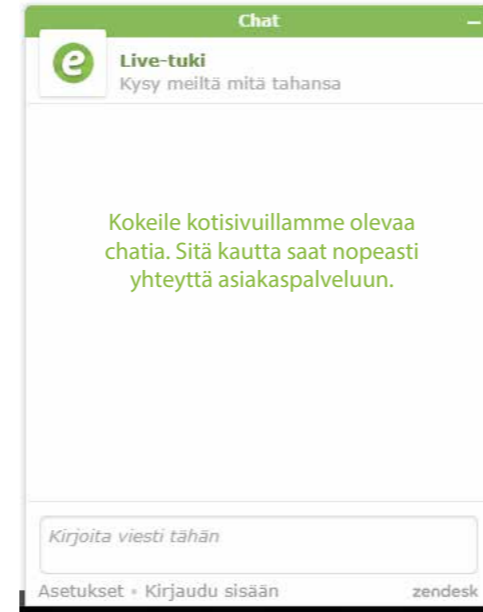 Chat
e
Live-tuki
Kysy meiltä mitä tahansa
Kokeile kotisivuillamme olevaa
chatia. Sitä kautta saat nopeasti
yhteyttä asiakaspalveluun.
Kirjoita viesti tähän
Asetukset • Kirjaudu sisään zendesk